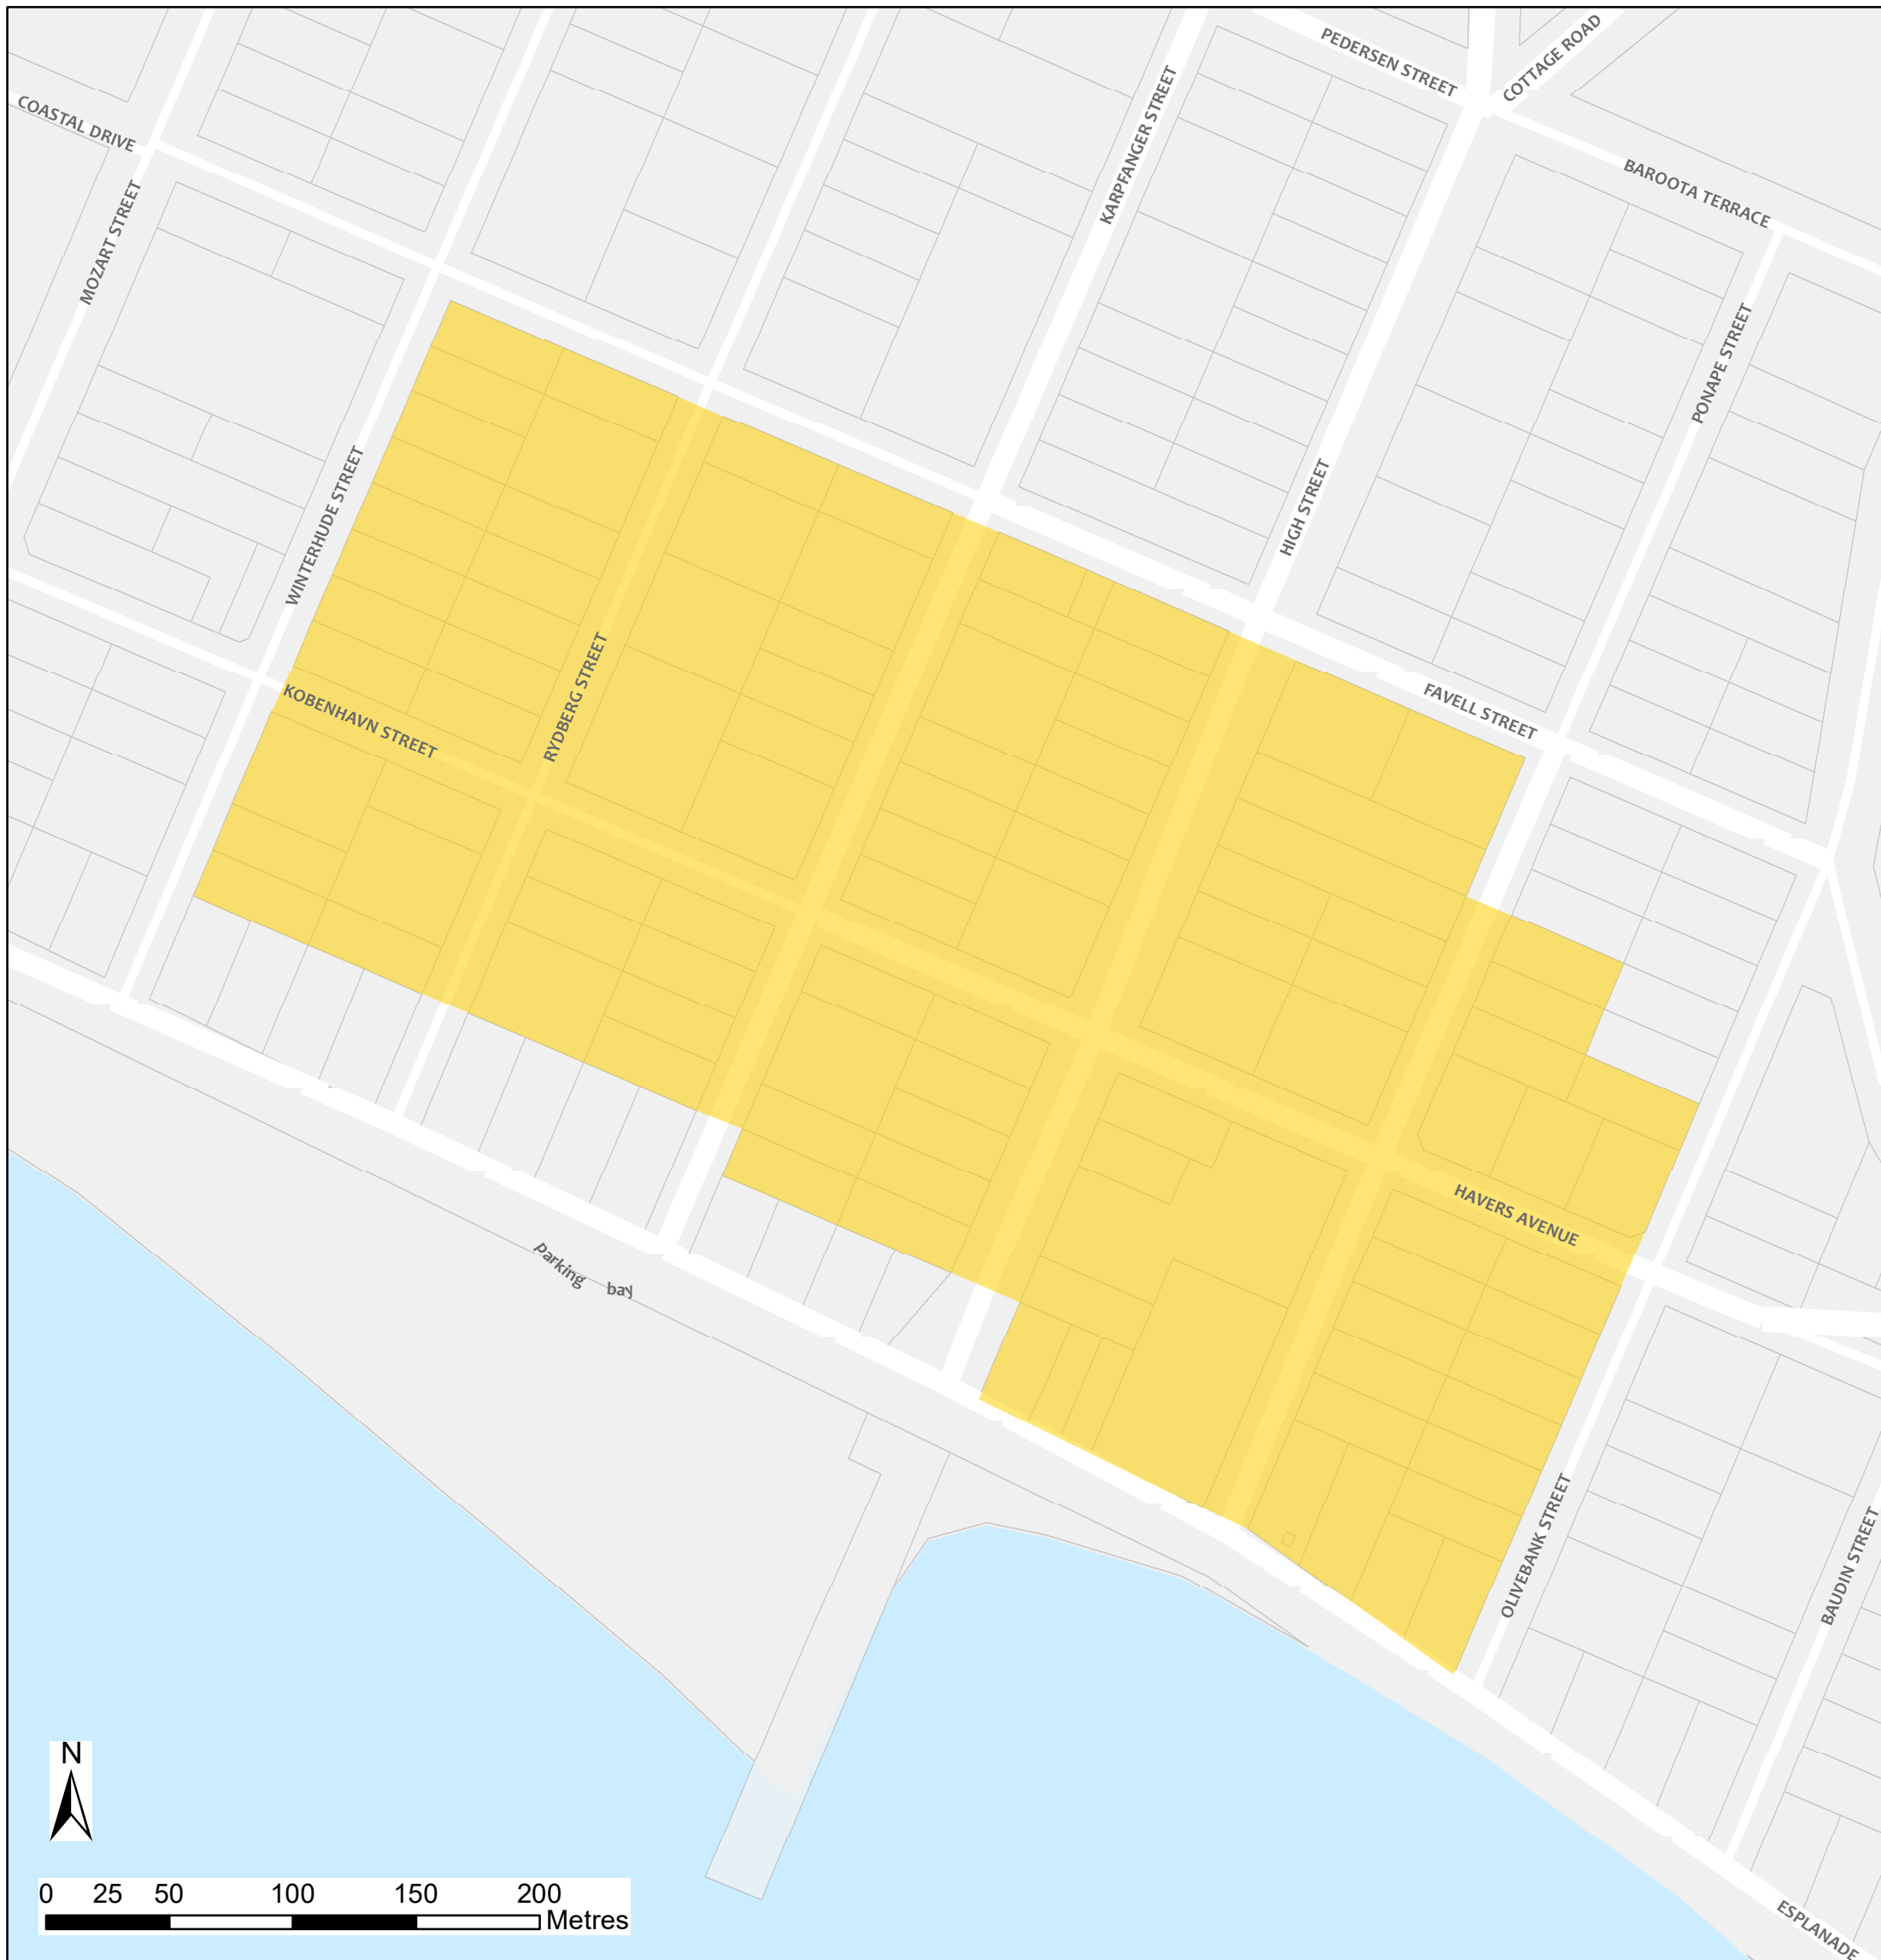 PEDERSEN STREET
COTTAGE ROAD
COASTAL DRIVE
KARPFANGER STREET
BAROOTA TERRACE
MOZART STREET
PONAPE STREET
WINTERHUDE STREET
HIGH STREET
RYDBERG STREET
KOBENHAVN STREET
FAVELL STREET
HAVERS AVENUE
parking bay
OLIVEBANK STREET
BAUDIN STREET
N
0 25 50 100 150 200
Metres
ESPLANADE